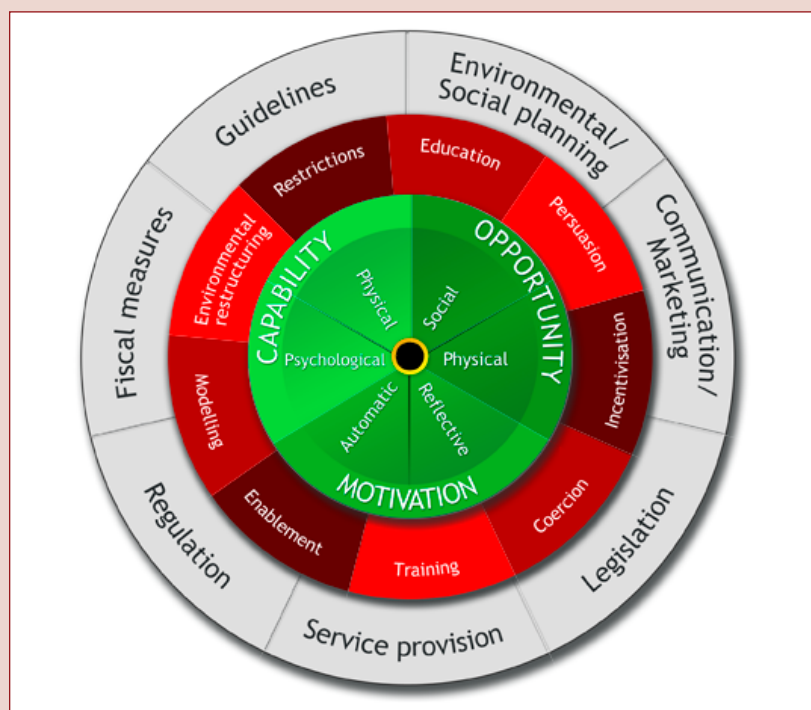 Guidelines
Environmental/
Social planning
Communication/
Marketing
Legislation
Service provision
Regulation
Fiscal measures
Restrictions
Education
Persuasion
Incentivisation
Coercion
Training
Enablement
Modelling
Environmental
restructuring
CAPABILITY
OPPORTUNITY
MOTIVATION
Physical
Social
Psychological
Physical
Automatic
Reflective